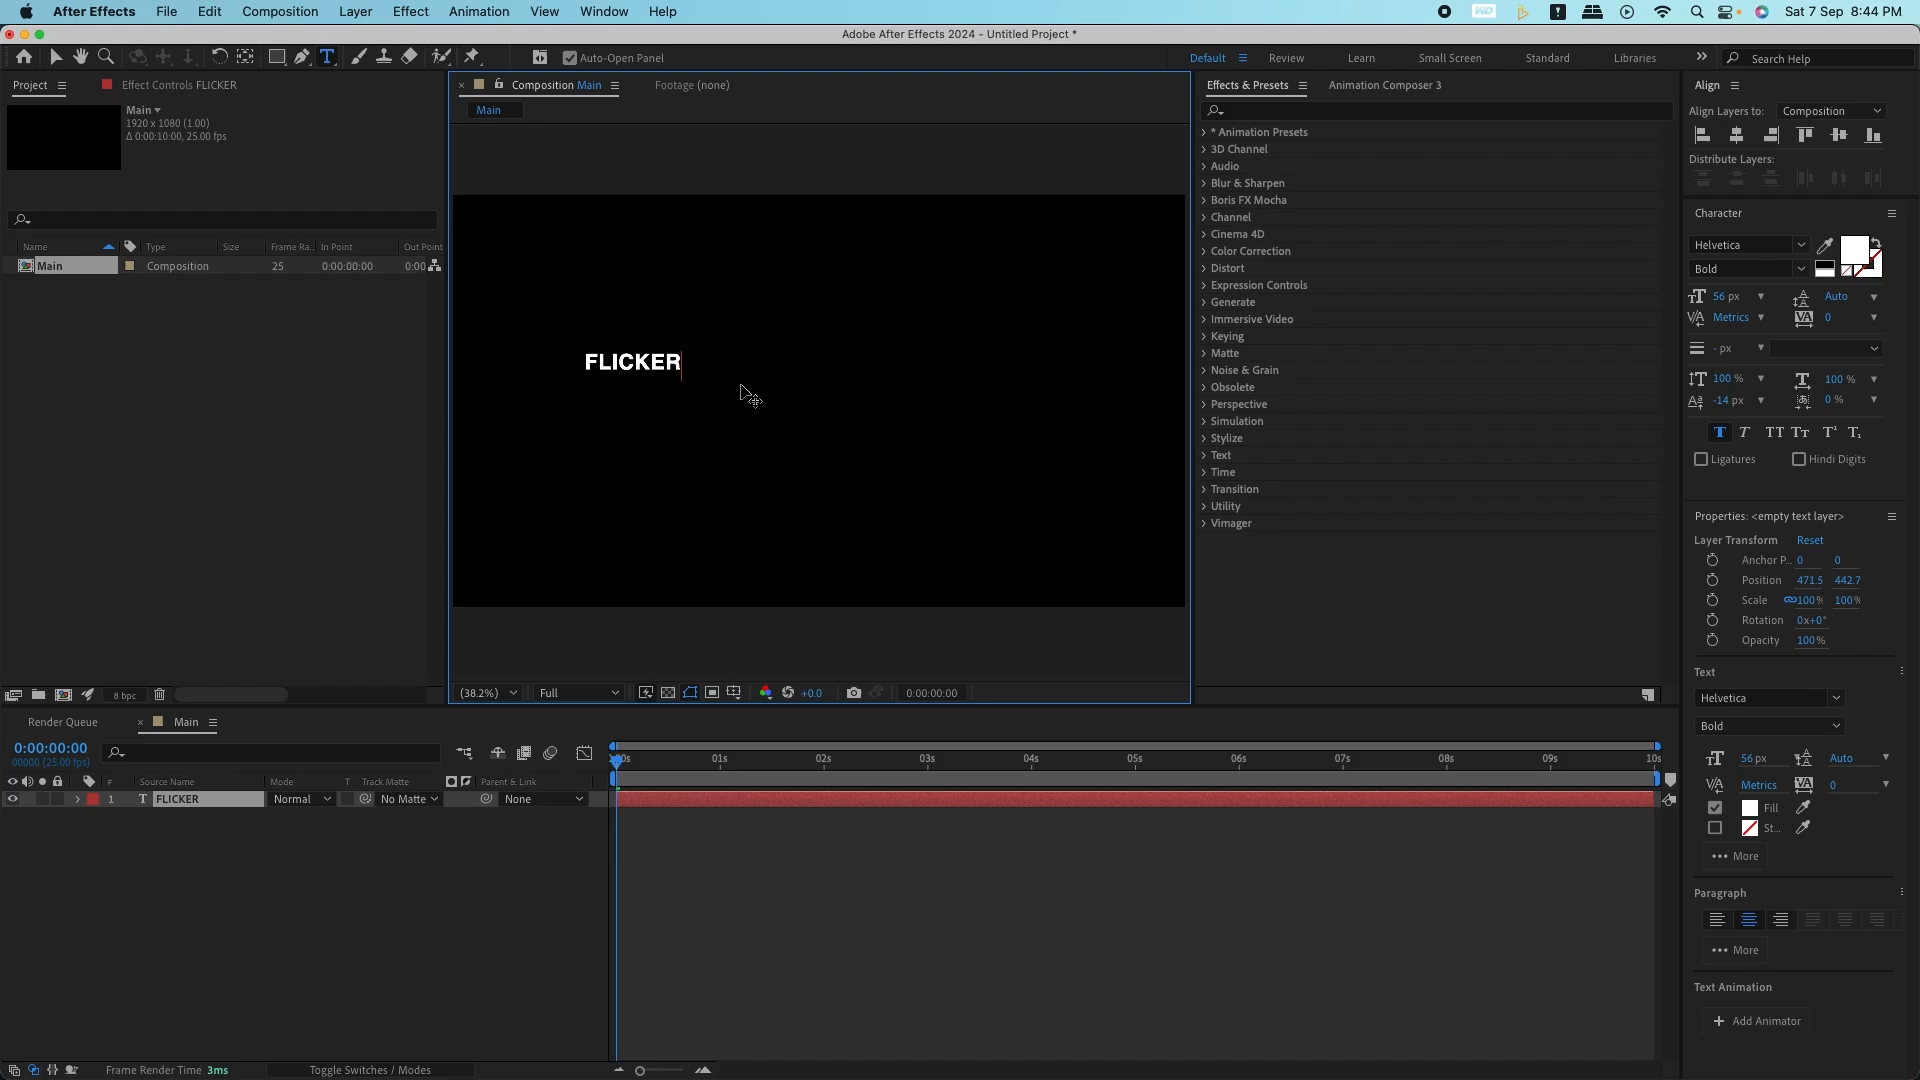 After Effects File Edit Composition Layer Effect Animation View Window Help Sat 7 Sep 8:44 PM
Adobe After Effects 2024 - Untitled Project *
Auto-Open Panel Default Review Learn Small Screen Standard Libraries Search Help
Project Effect Controls FLICKER
Main
1920 x 1080 (1.00)
Δ 0:00:10:00, 25.00 fps
Name Type Size Frame Ra... In Point Out Point
Main Composition 25 0:00:00:00 0:00
8 bpc
Composition Main Footage (none)
Main
FLICKER
(38.2%) Full +0.0 0:00:00:00
Effects & Presets Animation Composer 3
* Animation Presets
3D Channel
Audio
Blur & Sharpen
Boris FX Mocha
Channel
Cinema 4D
Color Correction
Distort
Expression Controls
Generate
Immersive Video
Keying
Matte
Noise & Grain
Obsolete
Perspective
Simulation
Stylize
Text
Time
Transition
Utility
Vimager
Align
Align Layers to: Composition
Distribute Layers:
Character
Helvetica
Bold
56 px Auto
Metrics 0
- px
100 % 100 %
-14 px 0 %
T T TT Tт T¹ T₁
Ligatures Hindi Digits
Properties: <empty text layer>
Layer Transform Reset
Anchor P... 0 0
Position 471.5 442.7
Scale 100% 100%
Rotation 0x+0°
Opacity 100%
Text
Helvetica
Bold
56 px Auto
Metrics 0
Fill
St...
••• More
Paragraph
••• More
Text Animation
+ Add Animator
Render Queue Main
0:00:00:00
00000 (25.00 fps)
# Source Name Mode T Track Matte Parent & Link
1 T FLICKER Normal No Matte None
00s 01s 02s 03s 04s 05s 06s 07s 08s 09s 10s
Frame Render Time 3ms Toggle Switches / Modes